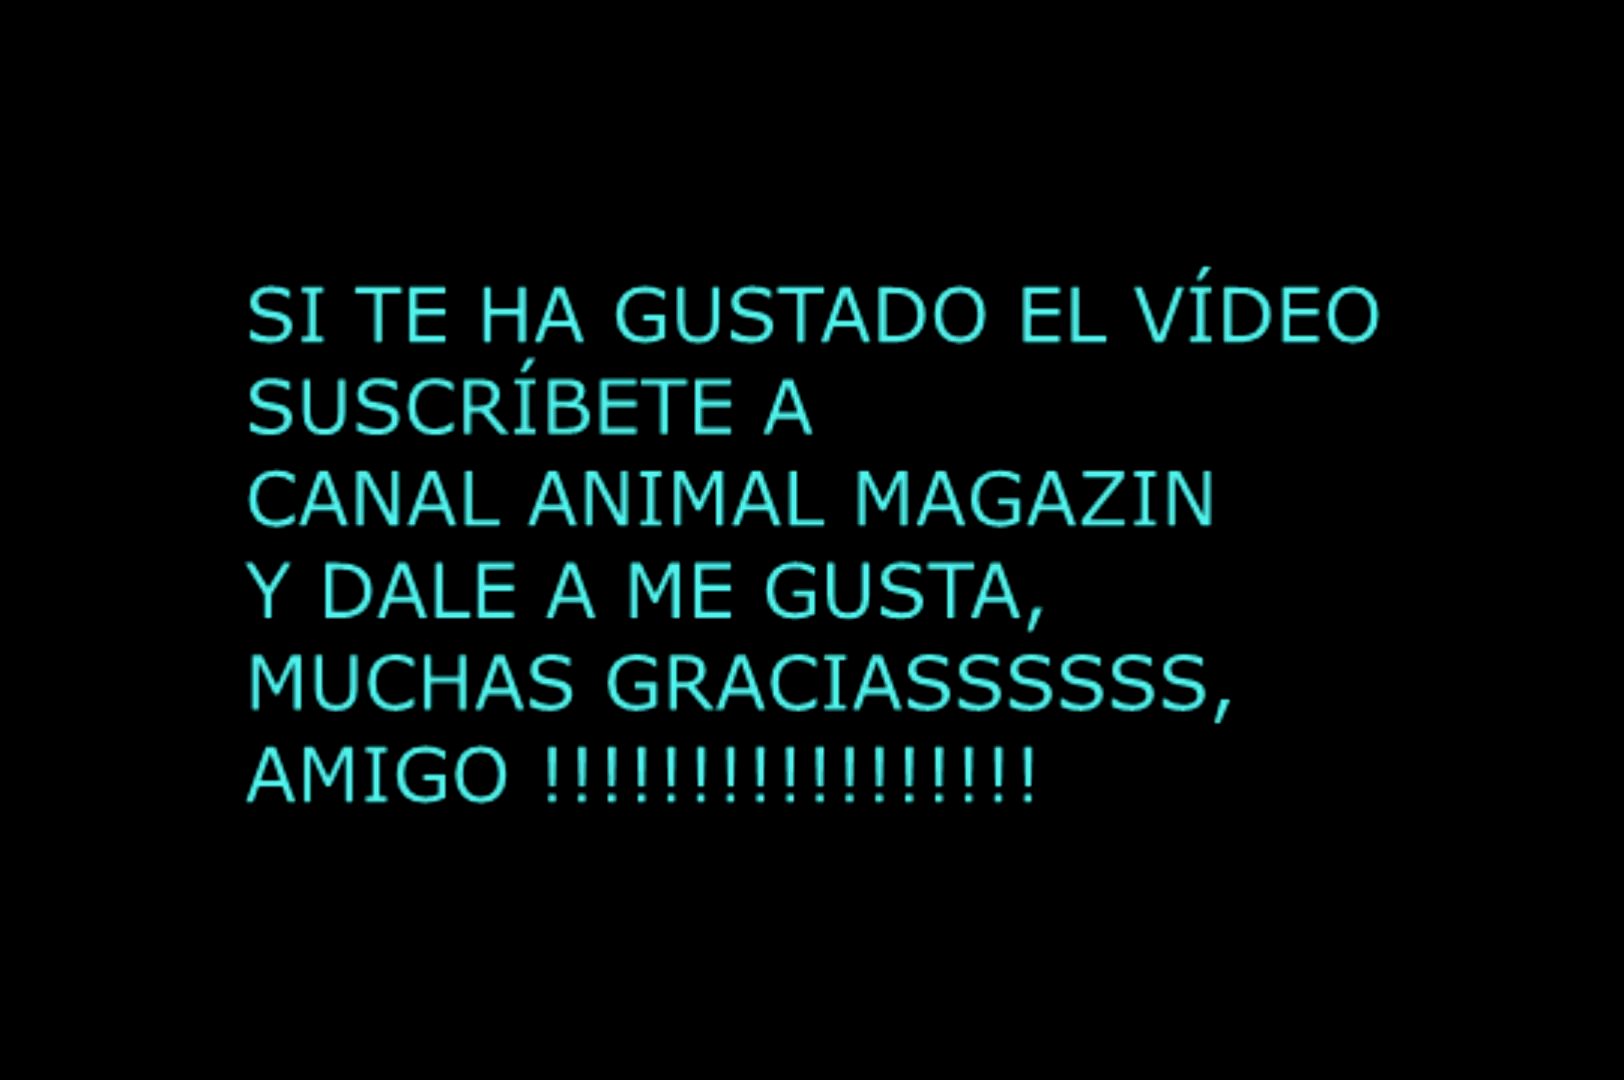 SI TE HA GUSTADO EL VÍDEO
SUSCRÍBETE A
CANAL ANIMAL MAGAZIN
Y DALE A ME GUSTA,
MUCHAS GRACIASSSSSS,
AMIGO !!!!!!!!!!!!!!!!!